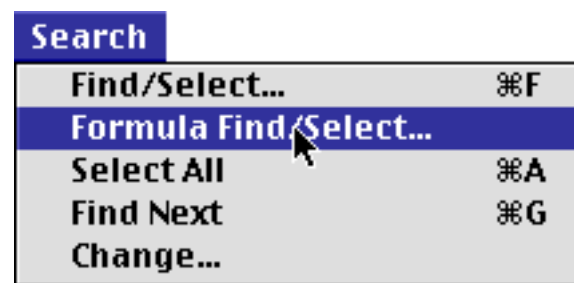 Search
Find/Select... ⌘F
Formula Find/Select...
Select All ⌘A
Find Next ⌘G
Change...